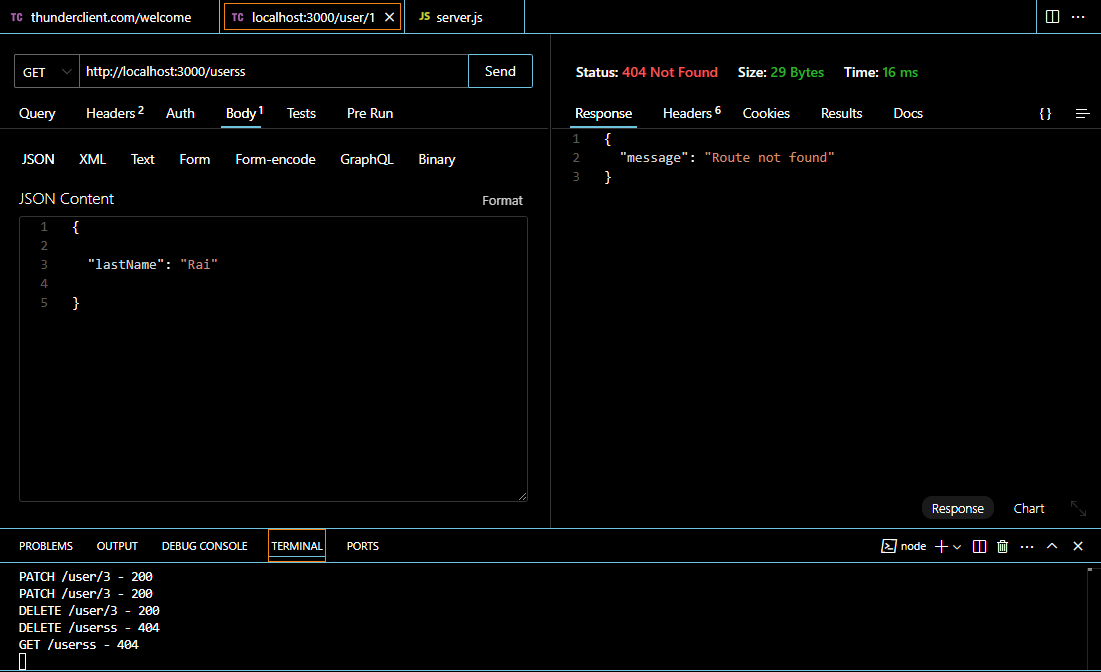 TC thunderclient.com/welcome TC localhost:3000/user/1 JS server.js
GET http://localhost:3000/userss Send
Query Headers 2 Auth Body 1 Tests Pre Run
JSON XML Text Form Form-encode GraphQL Binary
JSON Content Format
1 {
2
3 "lastName": "Rai"
4
5 }
Status: 404 Not Found Size: 29 Bytes Time: 16 ms
Response Headers 6 Cookies Results Docs {}
1 {
2 "message": "Route not found"
3 }
Response Chart
PROBLEMS OUTPUT DEBUG CONSOLE TERMINAL PORTS node
PATCH /user/3 - 200
PATCH /user/3 - 200
DELETE /user/3 - 200
DELETE /userss - 404
GET /userss - 404